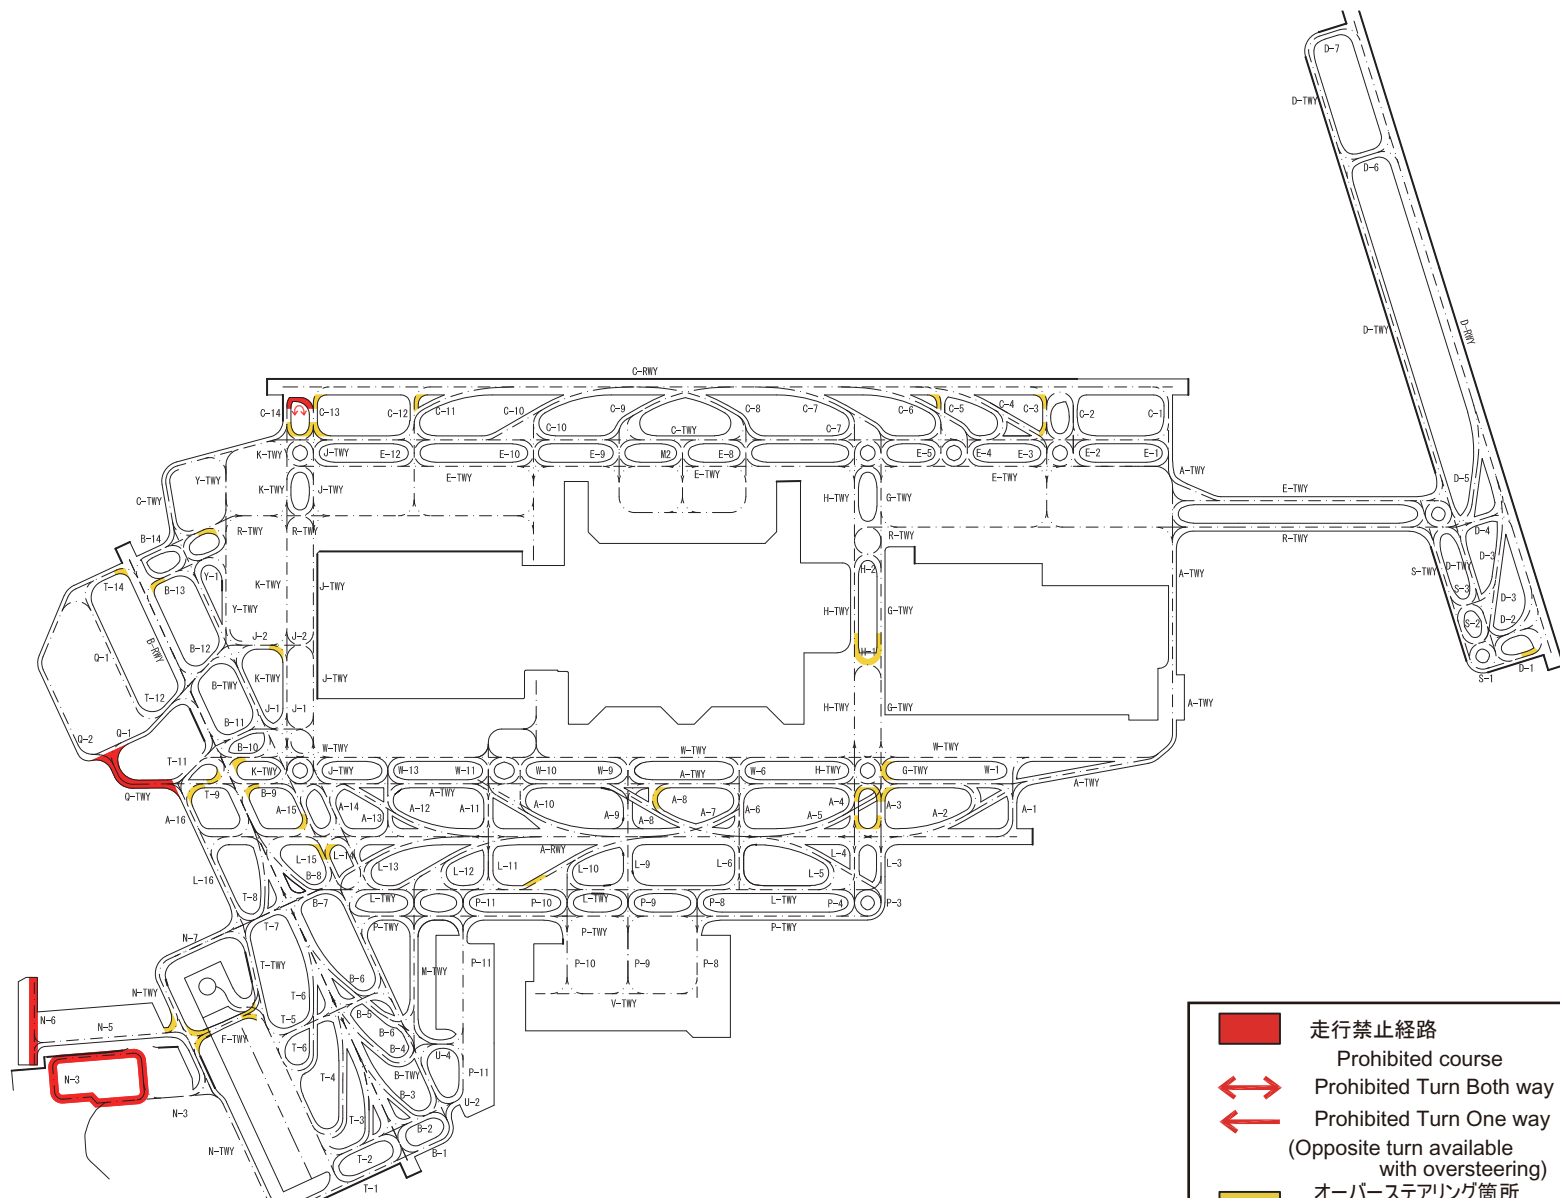 D-7
D-TWY
D-6
D-TWY
D-RWY
C-RWY
C-14
C-13
C-12
C-11
C-10
C-9
C-8
C-7
C-6
C-5
C-4
C-3
C-2
C-1
C-10
C-TWY
C-7
K-TWY
J-TWY
E-12
E-10
E-9
M2
E-8
E-5
E-4
E-3
E-2
E-1
Y-TWY
K-TWY
J-TWY
E-TWY
E-TWY
H-TWY
G-TWY
E-TWY
A-TWY
E-TWY
D-5
C-TWY
R-TWY
R-TWY
R-TWY
R-TWY
D-4
B-14
H-2
D-3
S-TWY
D-TWY
A-TWY
T-14
B-13
Y-1
K-TWY
J-TWY
H-TWY
G-TWY
S-3
D-3
Y-TWY
D-2
S-2
J-2
J-2
B-RWY
B-12
H-1
Q-1
D-1
S-1
B-TWY
K-TWY
J-TWY
T-12
J-1
J-1
H-TWY
G-TWY
A-TWY
B-11
Q-2
Q-1
B-10
W-TWY
W-TWY
W-TWY
T-11
K-TWY
J-TWY
W-13
W-11
W-10
W-9
A-TWY
W-6
H-TWY
G-TWY
W-1
A-TWY
Q-TWY
T-9
B-9
A-TWY
A-15
A-14
A-12
A-11
A-10
A-8
A-7
A-6
A-4
A-3
A-2
A-1
A-16
A-13
A-9
A-8
A-5
A-RWY
L-15
L-14
L-13
L-12
L-11
L-10
L-9
L-6
L-4
L-3
B-8
L-5
L-16
T-8
B-7
L-TWY
P-11
P-10
L-TWY
P-9
P-8
L-TWY
P-4
P-3
T-7
P-TWY
P-TWY
P-TWY
N-7
T-TWY
M-TWY
P-11
P-10
P-9
P-8
B-6
N-TWY
T-6
V-TWY
N-6
N-5
T-5
B-5
B-6
F-TWY
T-6
B-4
U-4
N-3
T-4
B-TWY
P-11
B-3
U-2
N-3
T-3
B-2
N-TWY
T-2
B-1
T-1
走行禁止経路
Prohibited course
Prohibited Turn Both way
Prohibited Turn One way
(Opposite turn available
with oversteering)
オーバーステアリング箇所